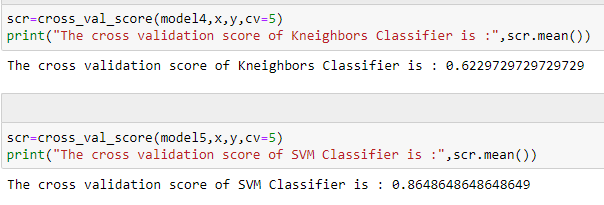 scr=cross_val_score(model4,x,y,cv=5)
print("The cross validation score of Kneighbors Classifier is :",scr.mean())
The cross validation score of Kneighbors Classifier is : 0.6229729729729729
scr=cross_val_score(model5,x,y,cv=5)
print("The cross validation score of SVM Classifier is :",scr.mean())
The cross validation score of SVM Classifier is : 0.8648648648648649